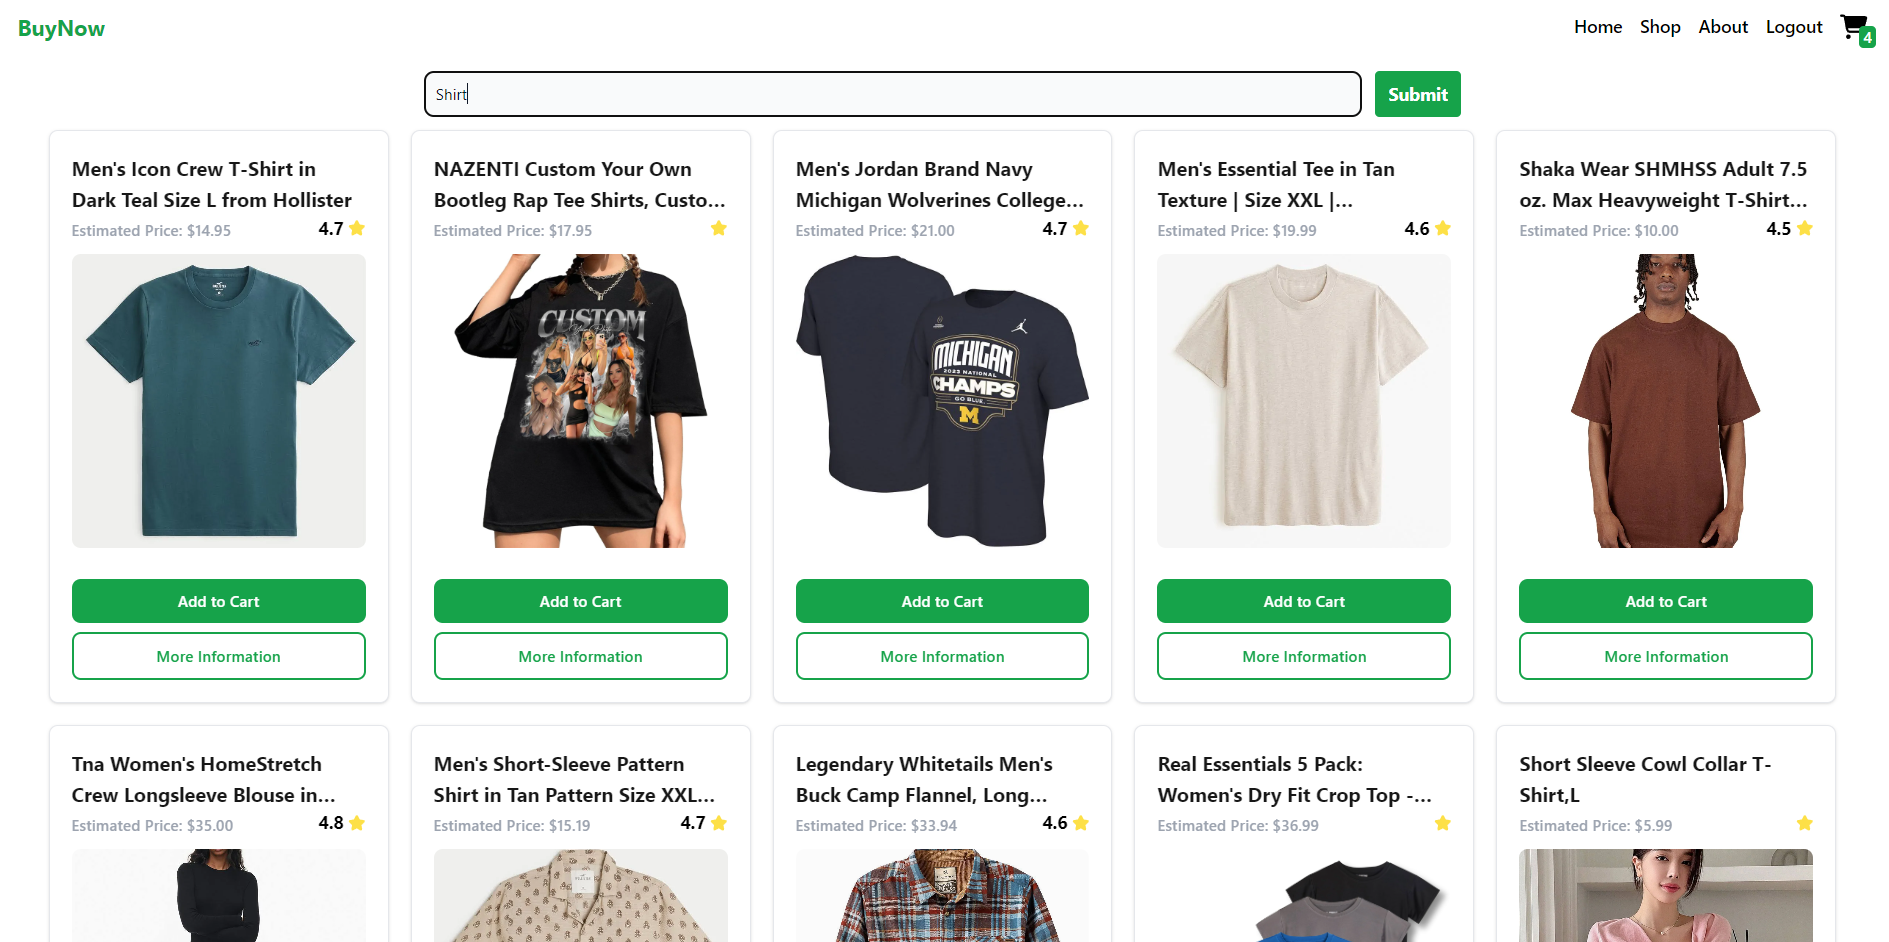 BuyNow
Home Shop About Logout
4
Shirt
Submit
Men's Icon Crew T-Shirt in
Dark Teal Size L from Hollister
Estimated Price: $14.95
4.7
Add to Cart
More Information
NAZENTI Custom Your Own
Bootleg Rap Tee Shirts, Custo...
Estimated Price: $17.95
CUSTOM
Add to Cart
More Information
Men's Jordan Brand Navy
Michigan Wolverines College...
Estimated Price: $21.00
4.7
MICHIGAN
2023 NATIONAL
CHAMPS
GO BLUE.
M
Add to Cart
More Information
Men's Essential Tee in Tan
Texture | Size XXL |...
Estimated Price: $19.99
4.6
Add to Cart
More Information
Shaka Wear SHMHSS Adult 7.5
oz. Max Heavyweight T-Shirt...
Estimated Price: $10.00
4.5
Add to Cart
More Information
Tna Women's HomeStretch
Crew Longsleeve Blouse in...
Estimated Price: $35.00
4.8
Men's Short-Sleeve Pattern
Shirt in Tan Pattern Size XXL...
Estimated Price: $15.19
4.7
Legendary Whitetails Men's
Buck Camp Flannel, Long...
Estimated Price: $33.94
4.6
Real Essentials 5 Pack:
Women's Dry Fit Crop Top -...
Estimated Price: $36.99
Short Sleeve Cowl Collar T-
Shirt,L
Estimated Price: $5.99